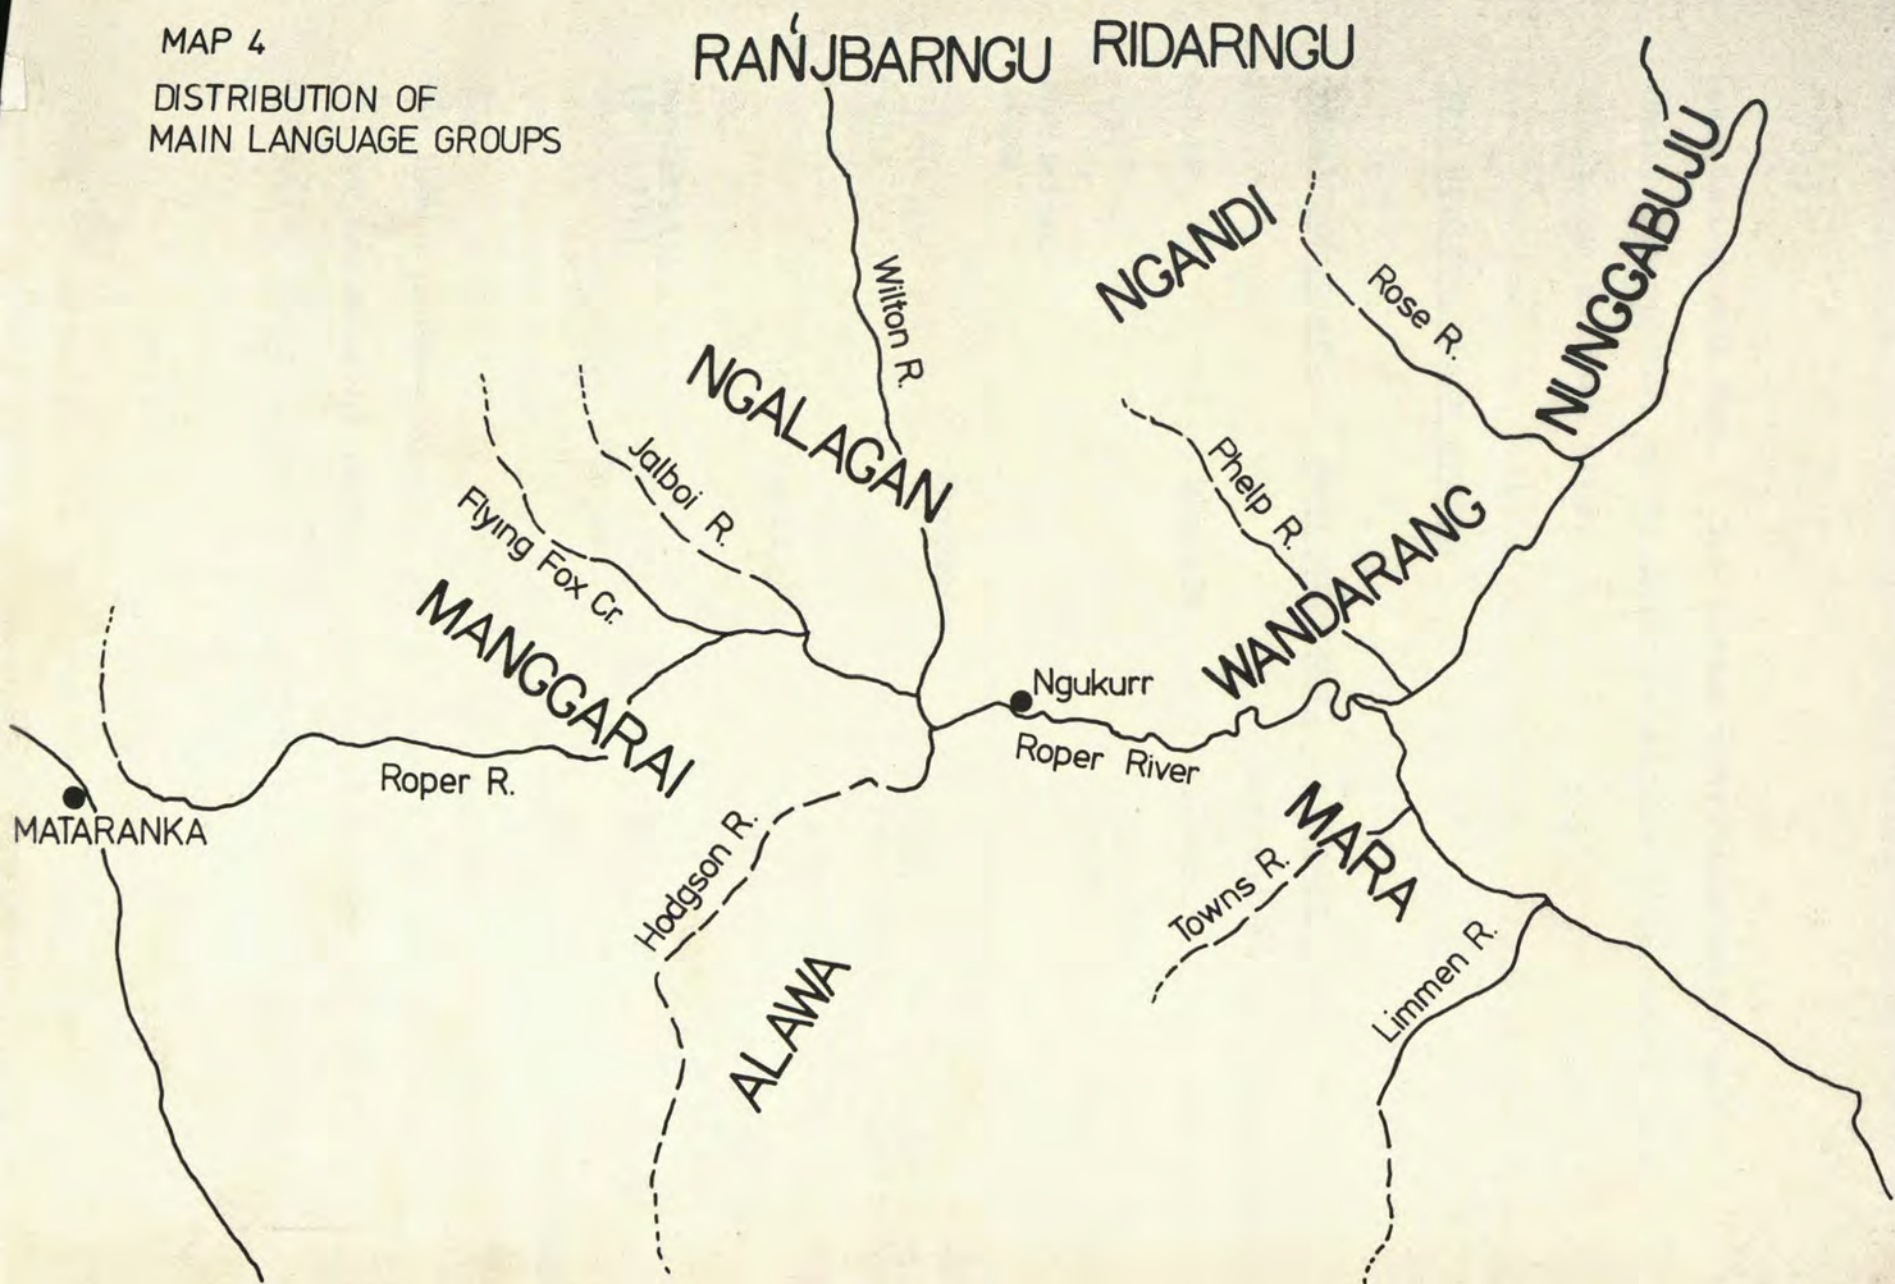 MAP 4
DISTRIBUTION OF
MAIN LANGUAGE GROUPS
RANJBARNGU
RIDARNGU
NUNGGABUJU
NGANDI
Rose R.
Wilton R.
NGALAGAN
Jalboi R.
Flying Fox Cr.
Phelp R.
WANDARANG
MANGGARAI
Ngukurr
Roper River
Roper R.
MATARANKA
Hodgson R.
MARA
Towns R.
Limmen R.
ALAWA